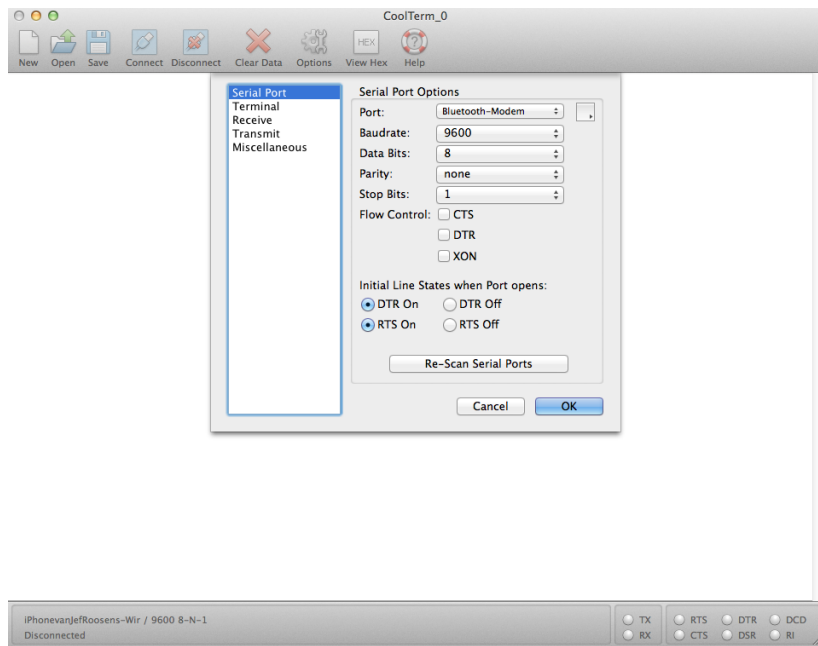 CoolTerm_0
New Open Save Connect Disconnect Clear Data Options View Hex Help
HEX
Serial Port
Terminal
Receive
Transmit
Miscellaneous
Serial Port Options
Port: Bluetooth-Modem
Baudrate: 9600
Data Bits: 8
Parity: none
Stop Bits: 1
Flow Control: CTS
DTR
XON
Initial Line States when Port opens:
DTR On DTR Off
RTS On RTS Off
Re-Scan Serial Ports
Cancel OK
iPhonevanJefRoosens-Wir / 9600 8-N-1
Disconnected
TX RTS DTR DCD
RX CTS DSR RI